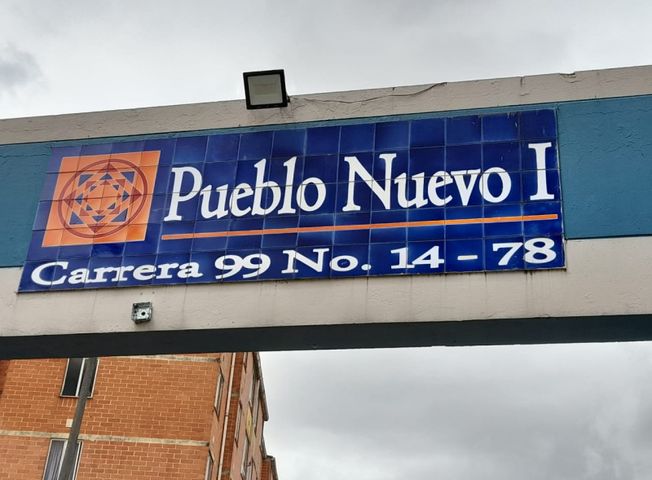 Pueblo Nuevo I
Carrera 99 No. 14 - 78